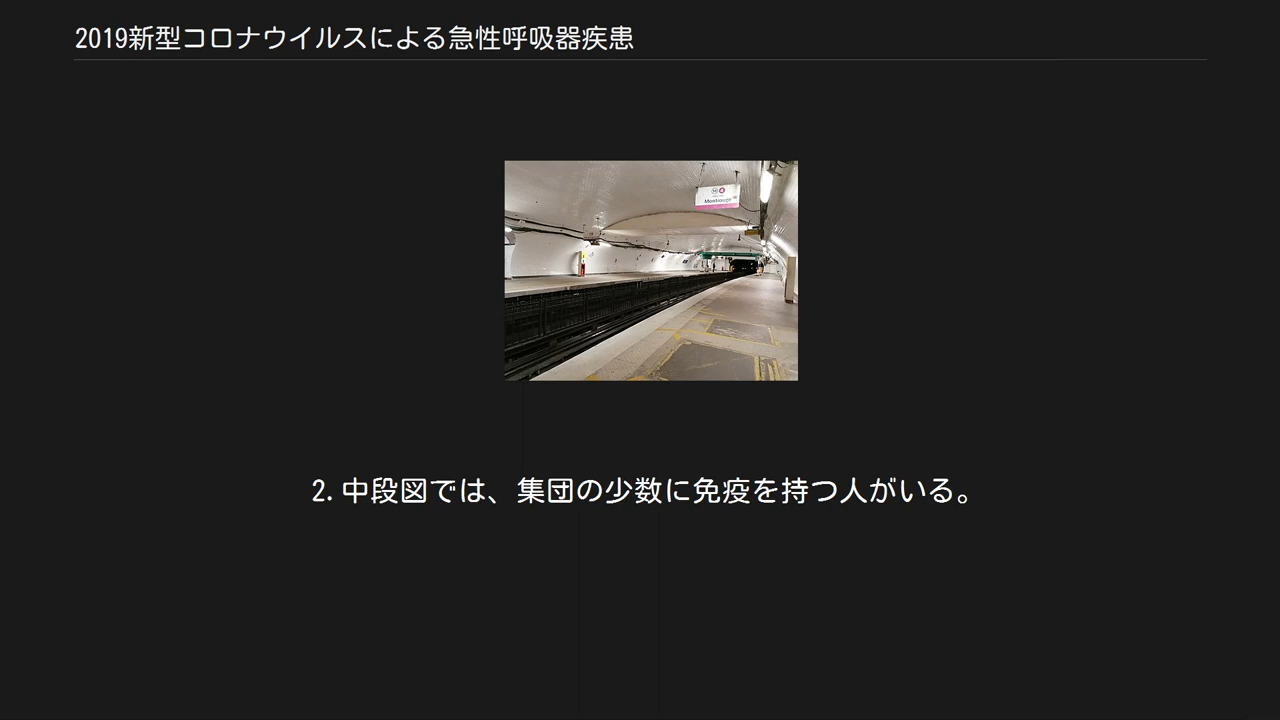 2019新型コロナウイルスによる急性呼吸器疾患
M 4
Montrouge
2.中段図では、集団の少数に免疫を持つ人がいる。